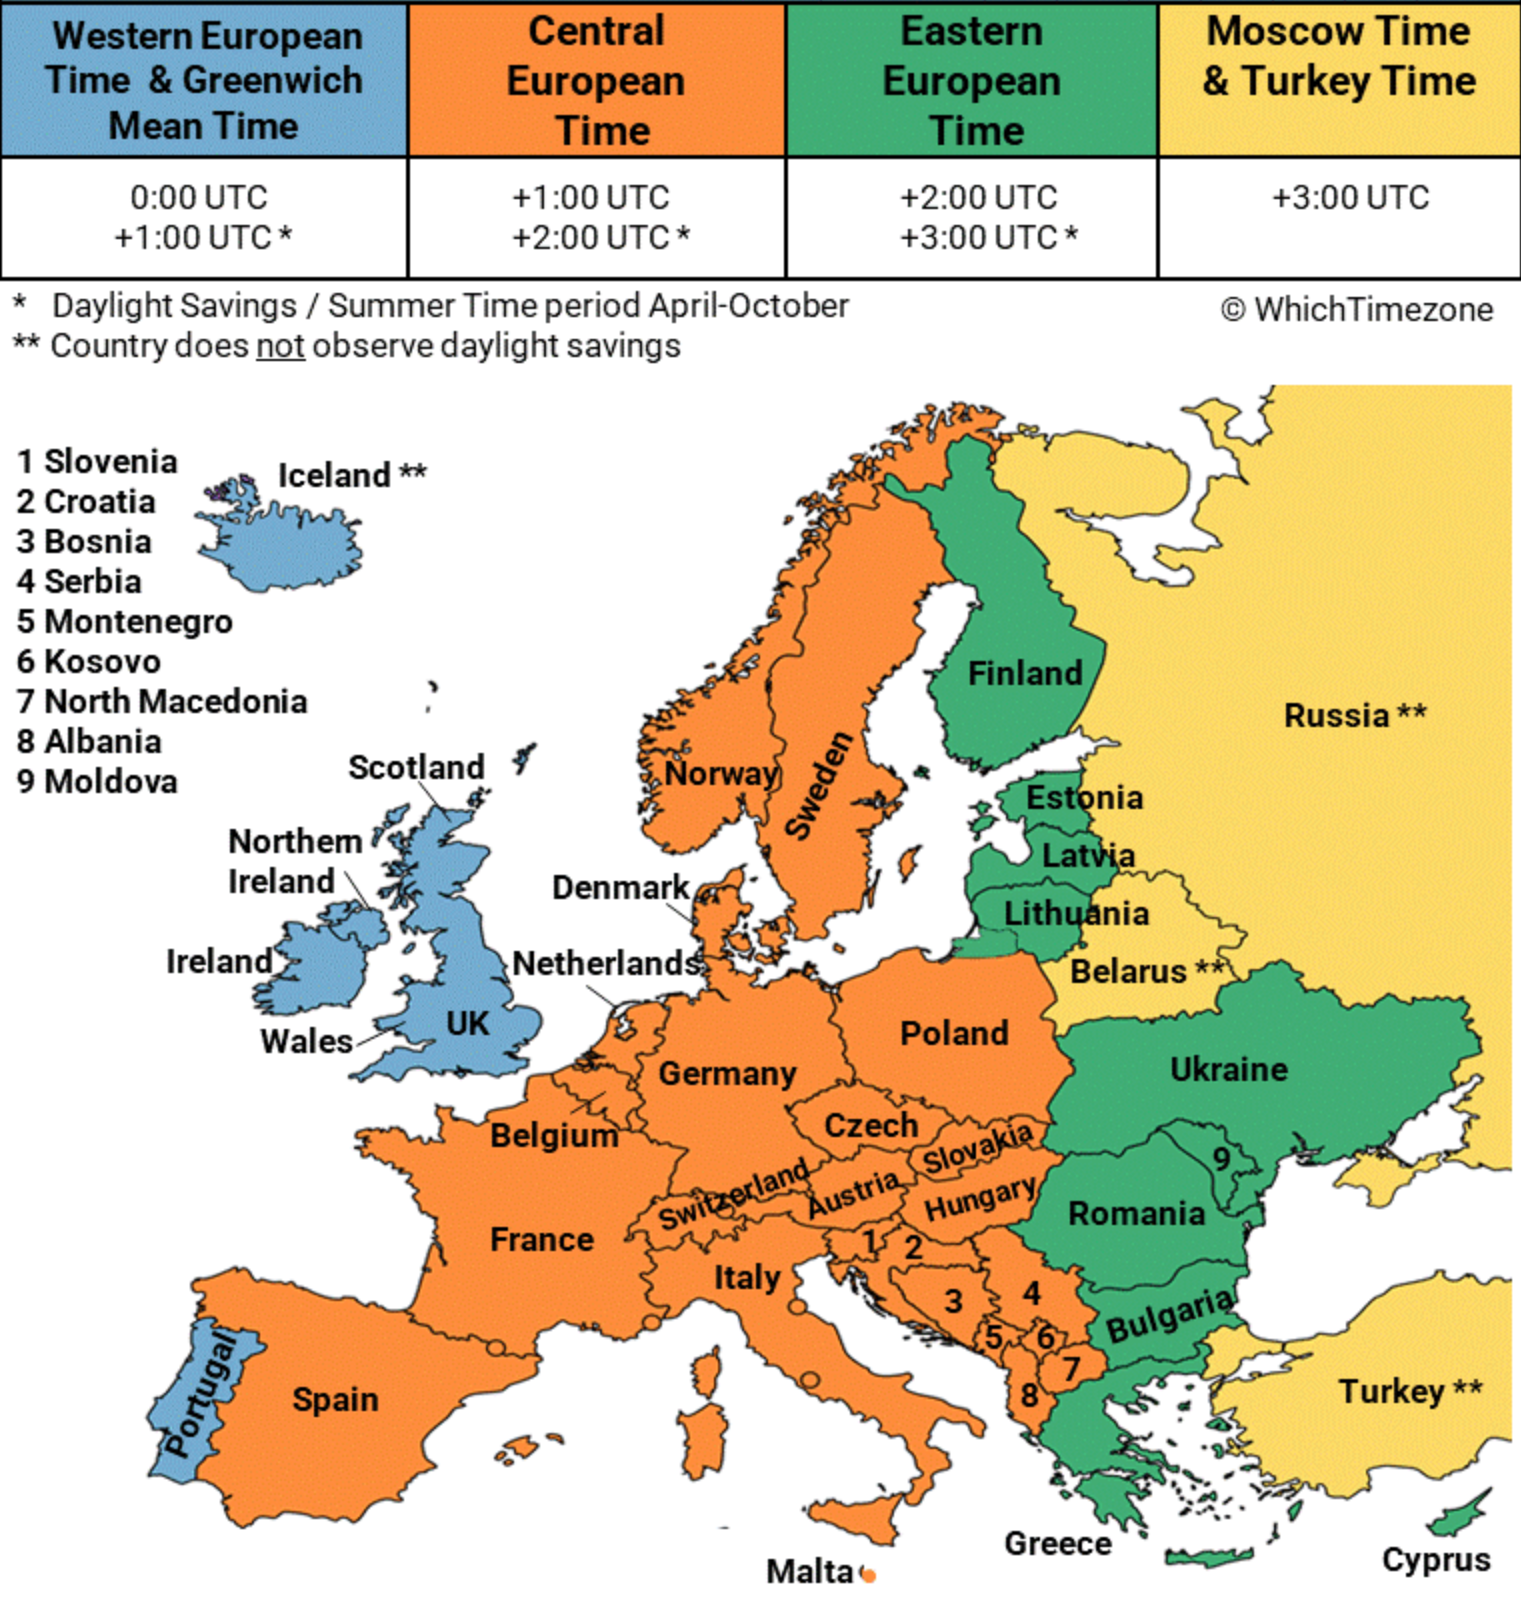 Western European
Time & Greenwich
Mean Time
Central
European
Time
Eastern
European
Time
Moscow Time
& Turkey Time
0:00 UTC
+1:00 UTC *
+1:00 UTC
+2:00 UTC *
+2:00 UTC
+3:00 UTC *
+3:00 UTC
* Daylight Savings / Summer Time period April-October
© WhichTimezone
** Country does not observe daylight savings
1 Slovenia
2 Croatia
3 Bosnia
4 Serbia
5 Montenegro
6 Kosovo
7 North Macedonia
8 Albania
9 Moldova
Iceland **
Finland
Russia **
Scotland
Norway
Sweden
Estonia
Northern
Ireland
Latvia
Denmark
Lithuania
Ireland
Netherlands
Belarus **
Wales
UK
Poland
Germany
Ukraine
Belgium
Czech
Slovakia
9
Switzerland
Austria
Hungary
Romania
France
1
2
Italy
3
4
Bulgaria
5
6
7
8
Portugal
Spain
Turkey **
Greece
Cyprus
Malta